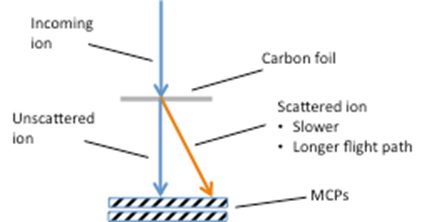 Incoming
ion
Carbon foil
Unscattered
ion
Scattered ion
• Slower
• Longer flight path
MCPs